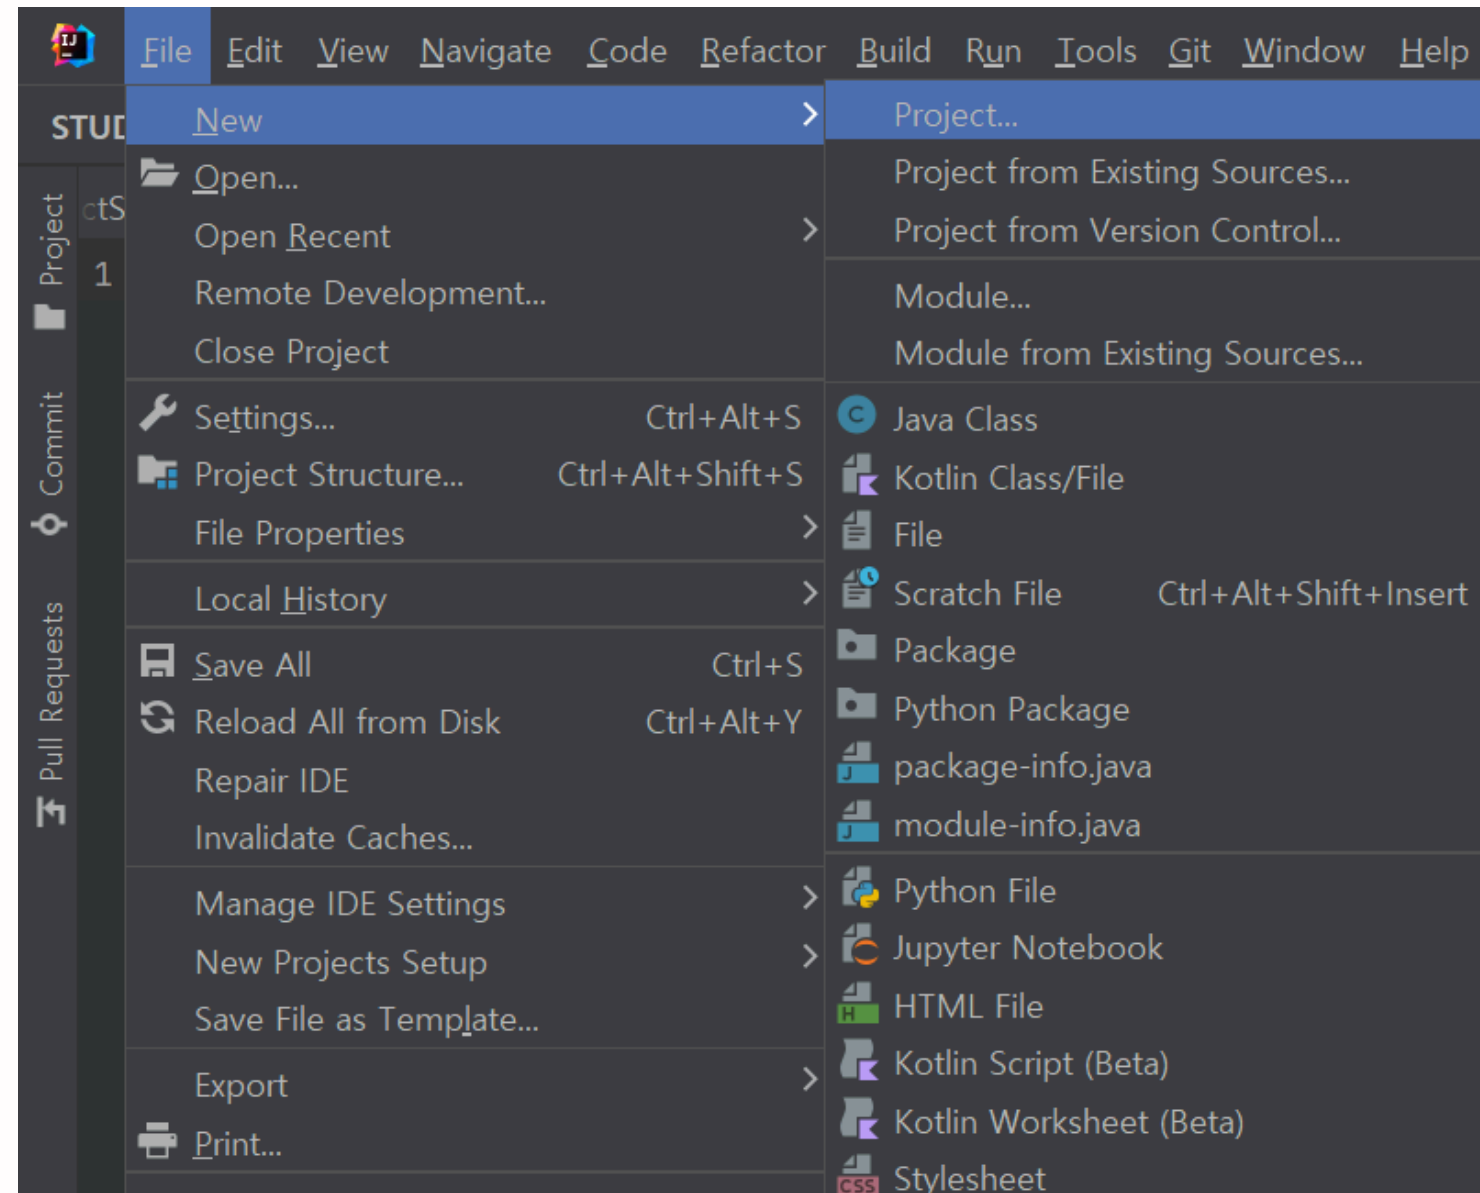 IJ
File Edit View Navigate Code Refactor Build Run Tools Git Window Help
STUD
ctS
1
Project
Commit
Pull Requests
New
Open...
Open Recent
Remote Development...
Close Project
Settings... Ctrl+Alt+S
Project Structure... Ctrl+Alt+Shift+S
File Properties
Local History
Save All Ctrl+S
Reload All from Disk Ctrl+Alt+Y
Repair IDE
Invalidate Caches...
Manage IDE Settings
New Projects Setup
Save File as Template...
Export
Print...
Project...
Project from Existing Sources...
Project from Version Control...
Module...
Module from Existing Sources...
C Java Class
Kotlin Class/File
File
Scratch File Ctrl+Alt+Shift+Insert
Package
Python Package
J package-info.java
J module-info.java
Python File
Jupyter Notebook
H HTML File
Kotlin Script (Beta)
Kotlin Worksheet (Beta)
CSS Stylesheet